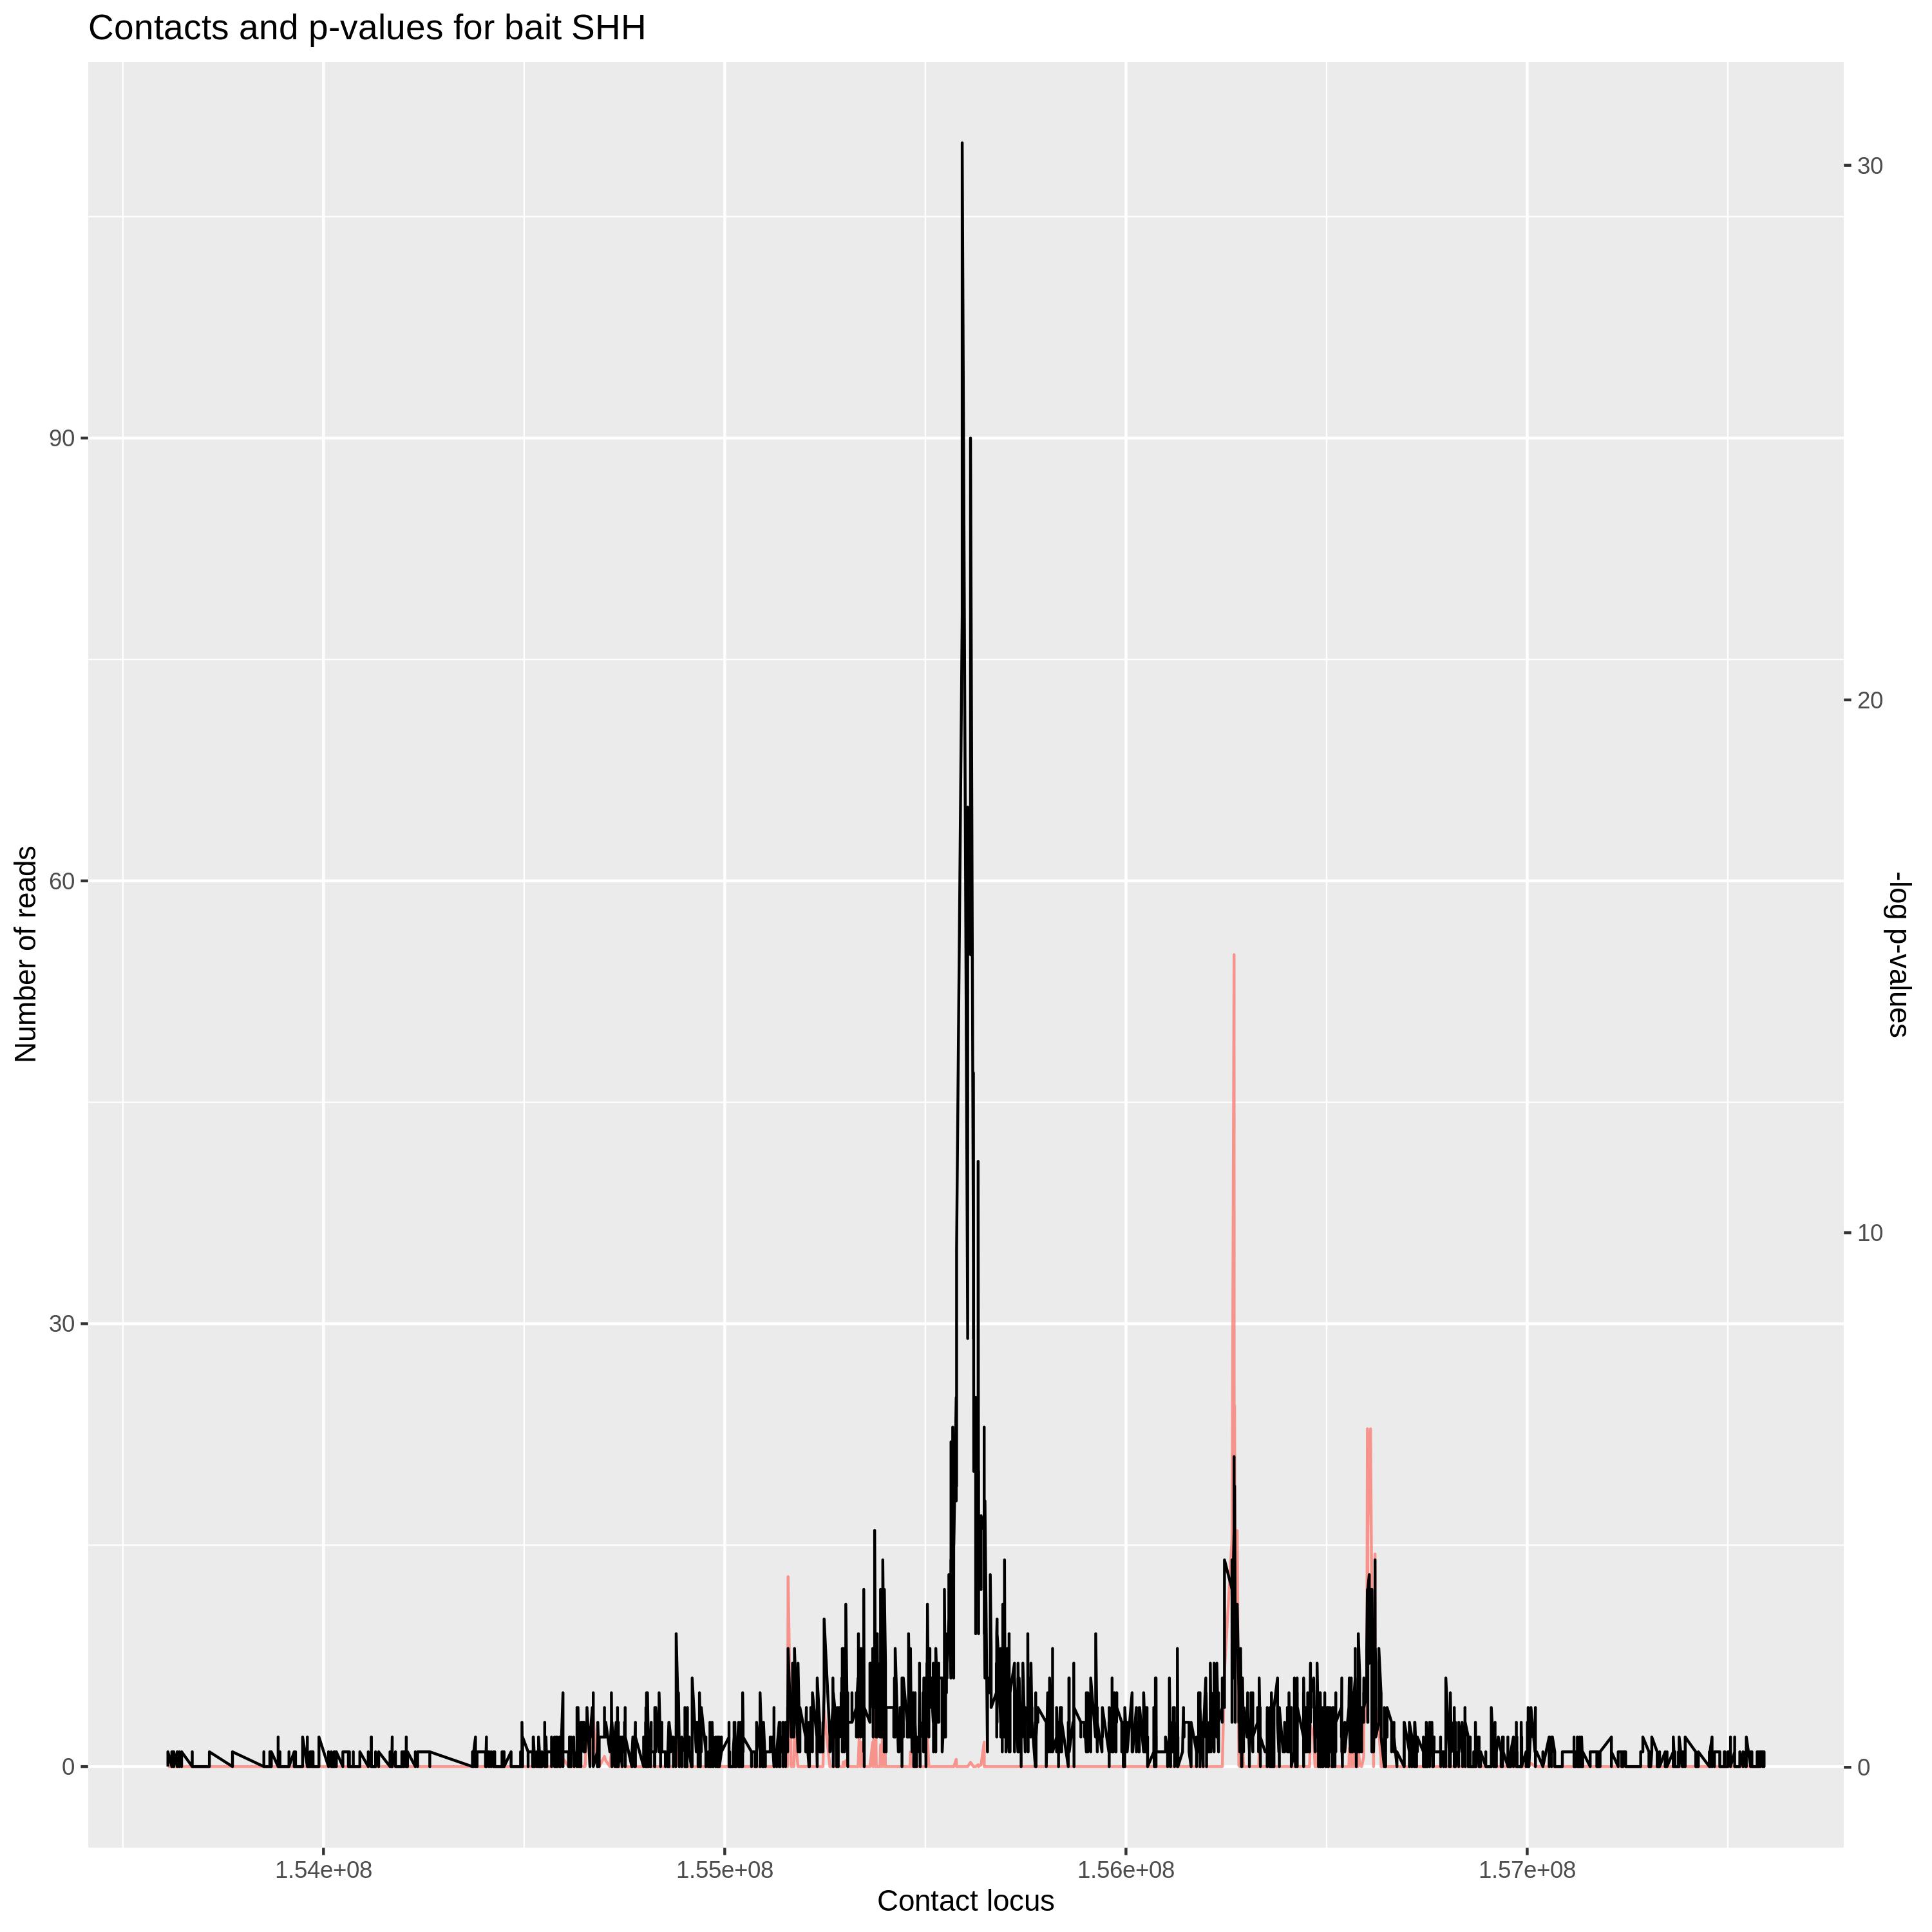 Contacts and p-values for bait SHH
30
90
20
60
Number of reads
-log p-values
10
30
0
0
1.54e+08
1.55e+08
1.56e+08
1.57e+08
Contact locus